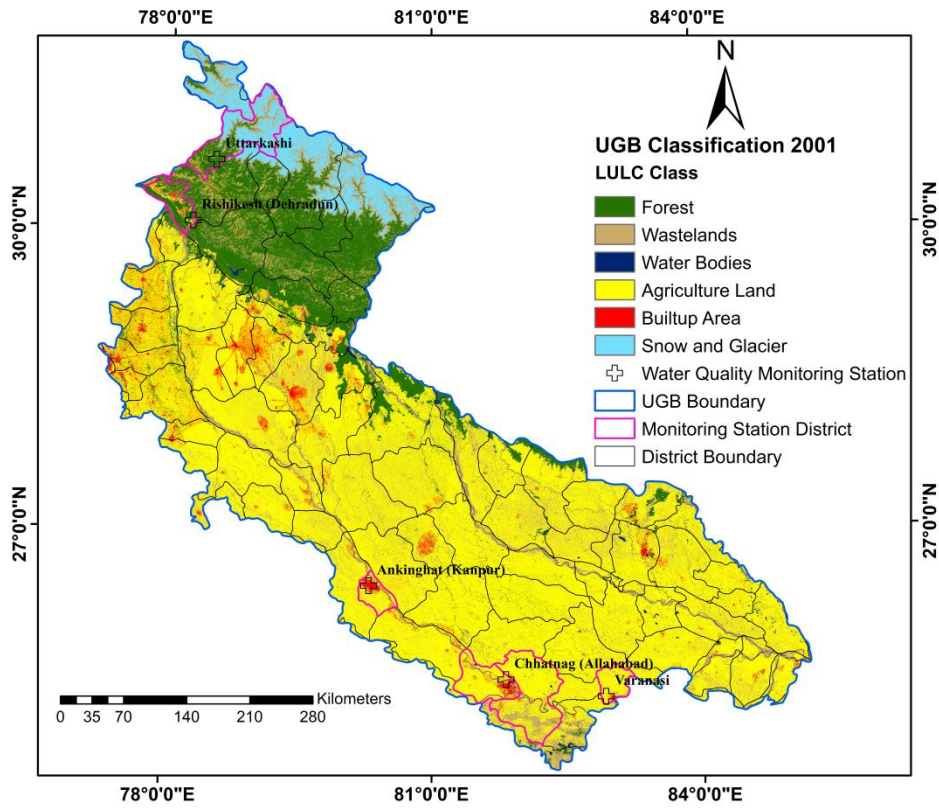 78°0'0"E 81°0'0"E 84°0'0"E
N
UGB Classification 2001
LULC Class
Forest
Wastelands
Water Bodies
Agriculture Land
Builtup Area
Snow and Glacier
Water Quality Monitoring Station
UGB Boundary
Monitoring Station District
District Boundary
Uttarkashi
Rishikesh (Dehradun)
30°0'0"N 30°0'0"N
27°0'0"N 27°0'0"N
Ankinghat (Kanpur)
Chhatnag (Allahabad)
Varanasi
Kilometers
0 35 70 140 210 280
78°0'0"E 81°0'0"E 84°0'0"E